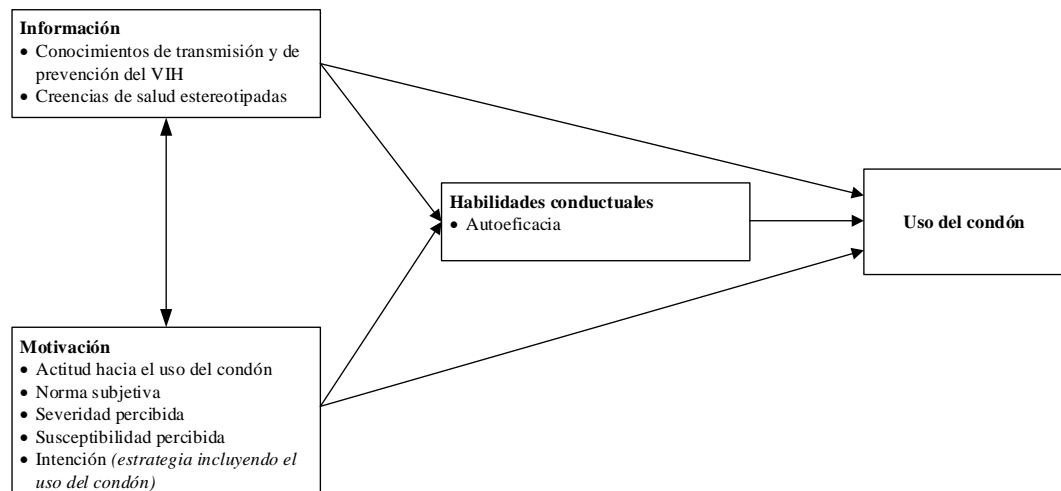 Información
• Conocimientos de transmisión y de
prevención del VIH
• Creencias de salud estereotipadas
Habilidades conductuales
• Autoeficacia
Uso del condón
Motivación
• Actitud hacia el uso del condón
• Norma subjetiva
• Severidad percibida
• Susceptibilidad percibida
• Intención (estrategia incluyendo el
uso del condón)